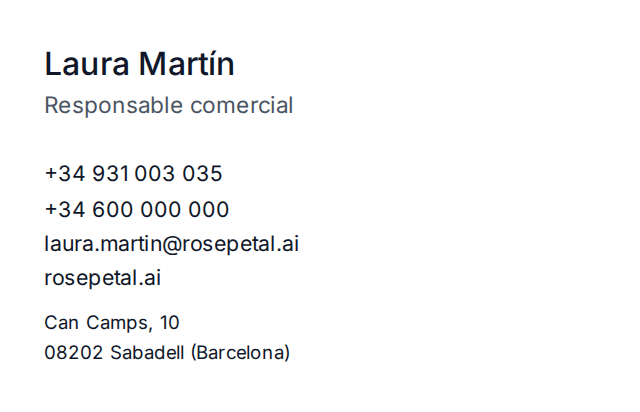 Laura Martín
Responsable comercial
+34 931 003 035
+34 600 000 000
laura.martin@rosepetal.ai
rosepetal.ai
Can Camps, 10
08202 Sabadell (Barcelona)